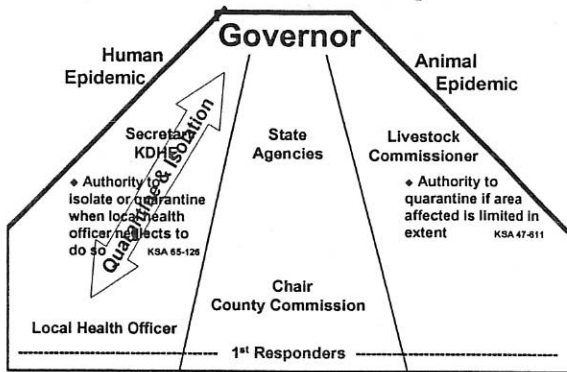 Governor
Human
Epidemic
Animal
Epidemic
Secretary
KDHE
◆ Authority to
isolate or quarantine
when local health
officer neglects to
do so KSA 65-126
Quarantine & Isolation
Local Health Officer
State
Agencies
Chair
County Commission
Livestock
Commissioner
◆ Authority to
quarantine if area
affected is limited in
extent KSA 47-611
1st Responders